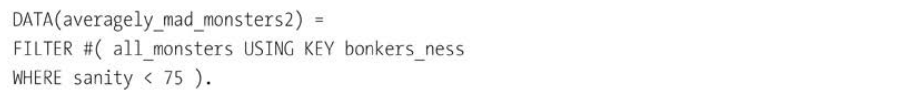 DATA(averagely_mad_monsters2) =
FILTER #( all_monsters USING KEY bonkers_ness
WHERE sanity < 75 ).